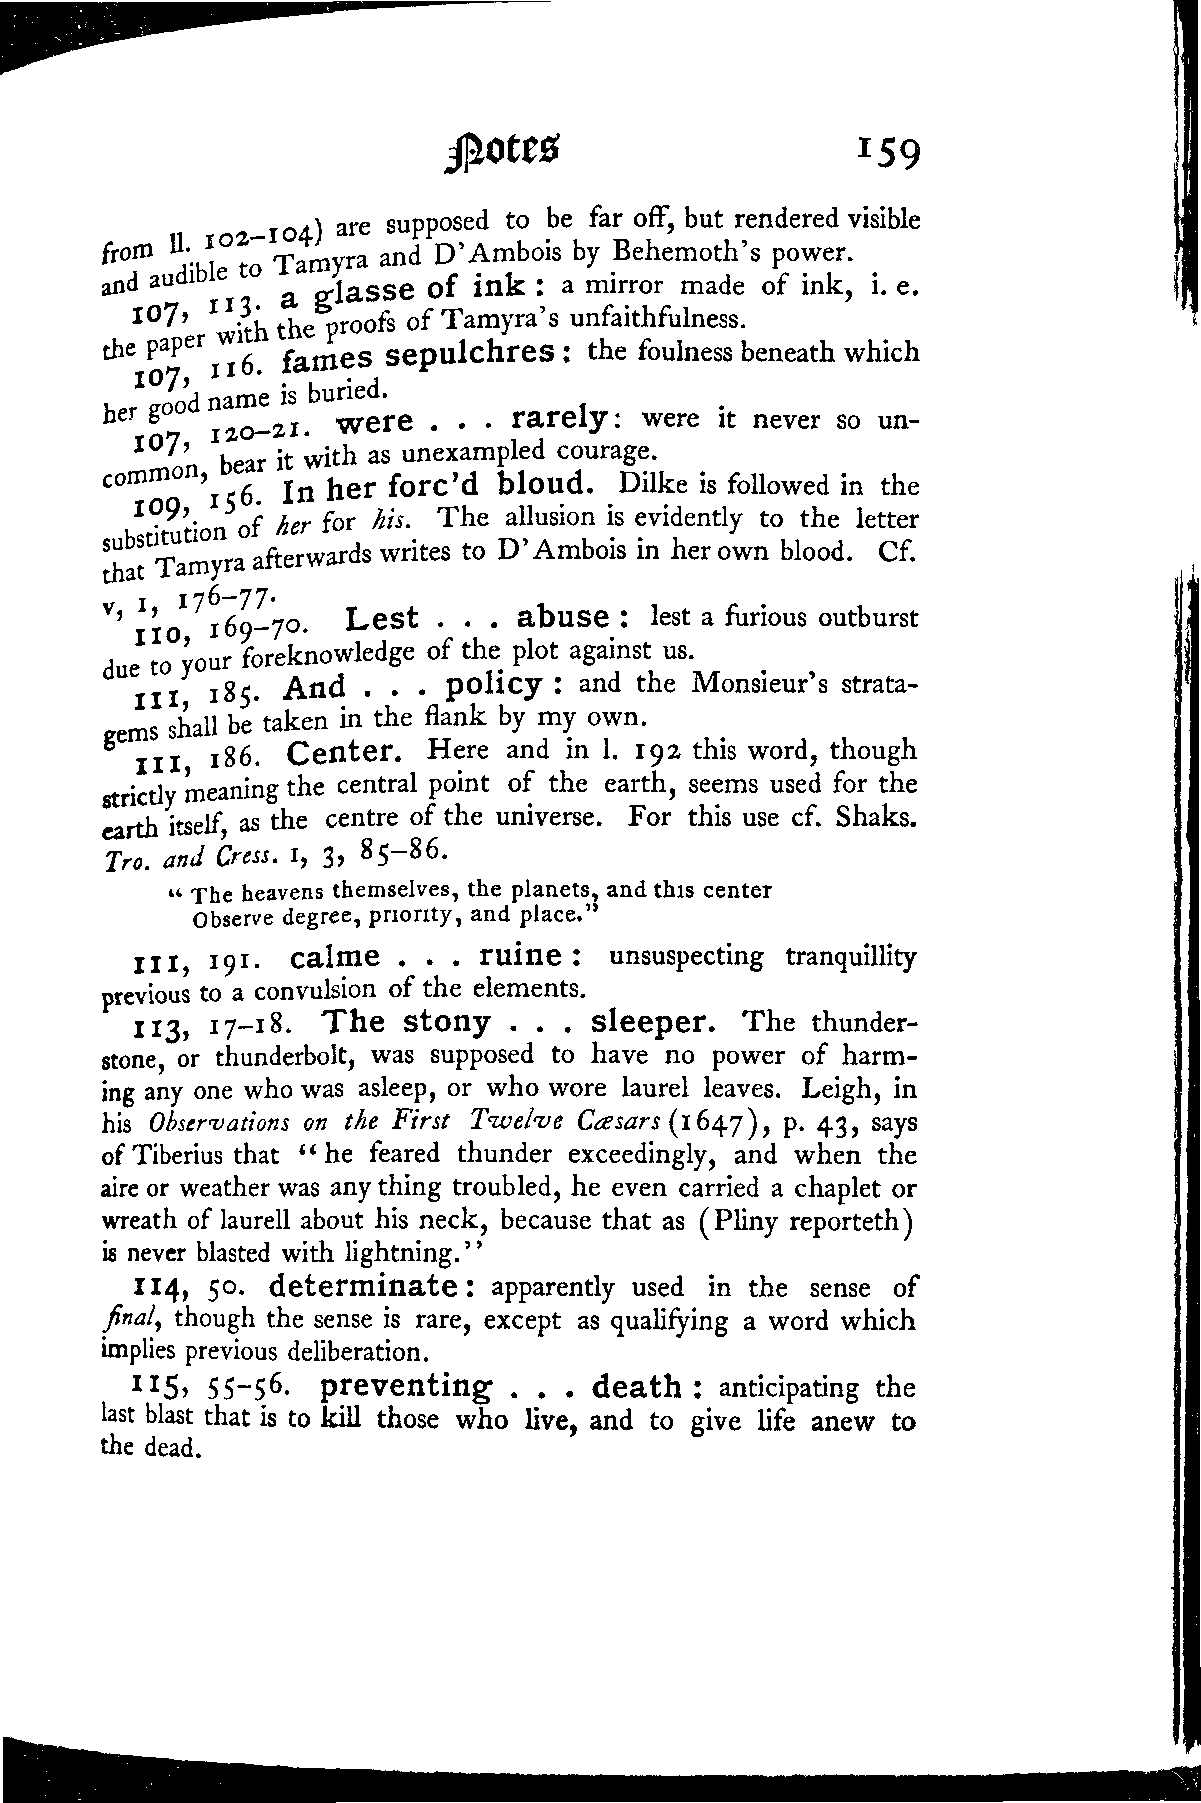 Notes 159
from ll. 102–104) are supposed to be far off, but rendered visible
and audible to Tamyra and D'Ambois by Behemoth's power.
107, 113. a glasse of ink : a mirror made of ink, i. e.
the paper with the proofs of Tamyra's unfaithfulness.
107, 116. fames sepulchres : the foulness beneath which
her good name is buried.
107, 120–21. were . . . rarely : were it never so un-
common, bear it with as unexampled courage.
109, 156. In her forc'd bloud. Dilke is followed in the
substitution of her for his. The allusion is evidently to the letter
that Tamyra afterwards writes to D'Ambois in her own blood. Cf.
v, 1, 176–77.
110, 169–70. Lest . . . abuse : lest a furious outburst
due to your foreknowledge of the plot against us.
111, 185. And . . . policy : and the Monsieur's strata-
gems shall be taken in the flank by my own.
111, 186. Center. Here and in l. 192 this word, though
strictly meaning the central point of the earth, seems used for the
earth itself, as the centre of the universe. For this use cf. Shaks.
Tro. and Cress. 1, 3, 85–86.
“ The heavens themselves, the planets, and this center
Observe degree, priority, and place.”
111, 191. calme . . . ruine : unsuspecting tranquillity
previous to a convulsion of the elements.
113, 17–18. The stony . . . sleeper. The thunder-
stone, or thunderbolt, was supposed to have no power of harm-
ing any one who was asleep, or who wore laurel leaves. Leigh, in
his Observations on the First Twelve Cæsars (1647), p. 43, says
of Tiberius that “ he feared thunder exceedingly, and when the
aire or weather was any thing troubled, he even carried a chaplet or
wreath of laurell about his neck, because that as (Pliny reporteth)
is never blasted with lightning.”
114, 50. determinate : apparently used in the sense of
final, though the sense is rare, except as qualifying a word which
implies previous deliberation.
115, 55–56. preventing . . . death : anticipating the
last blast that is to kill those who live, and to give life anew to
the dead.